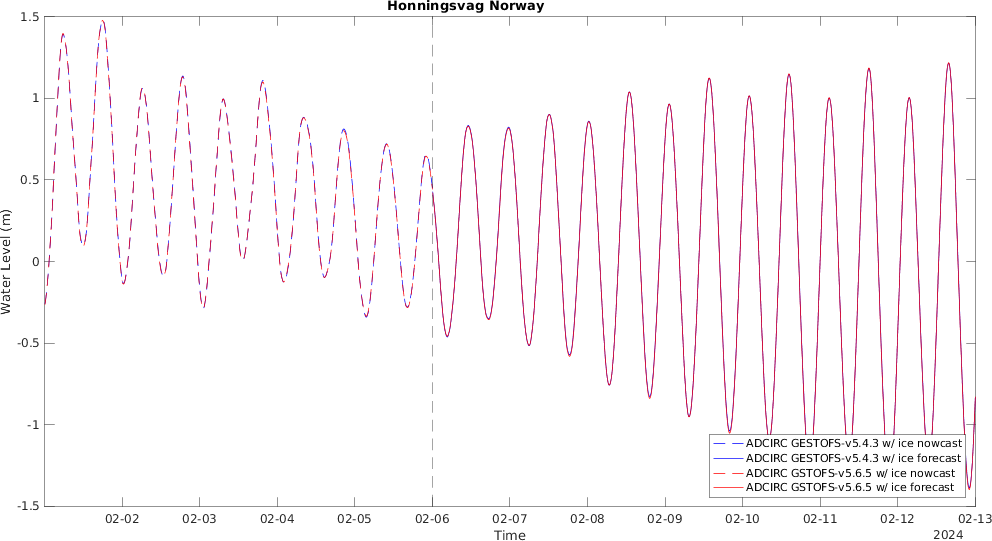 Honningsvag Norway
1.5
1
0.5
0
-0.5
-1
-1.5
Water Level (m)
02-02 02-03 02-04 02-05 02-06 02-07 02-08 02-09 02-10 02-11 02-12 02-13
Time
2024
ADCIRC GESTOFS-v5.4.3 w/ ice nowcast
ADCIRC GESTOFS-v5.4.3 w/ ice forecast
ADCIRC GSTOFS-v5.6.5 w/ ice nowcast
ADCIRC GSTOFS-v5.6.5 w/ ice forecast